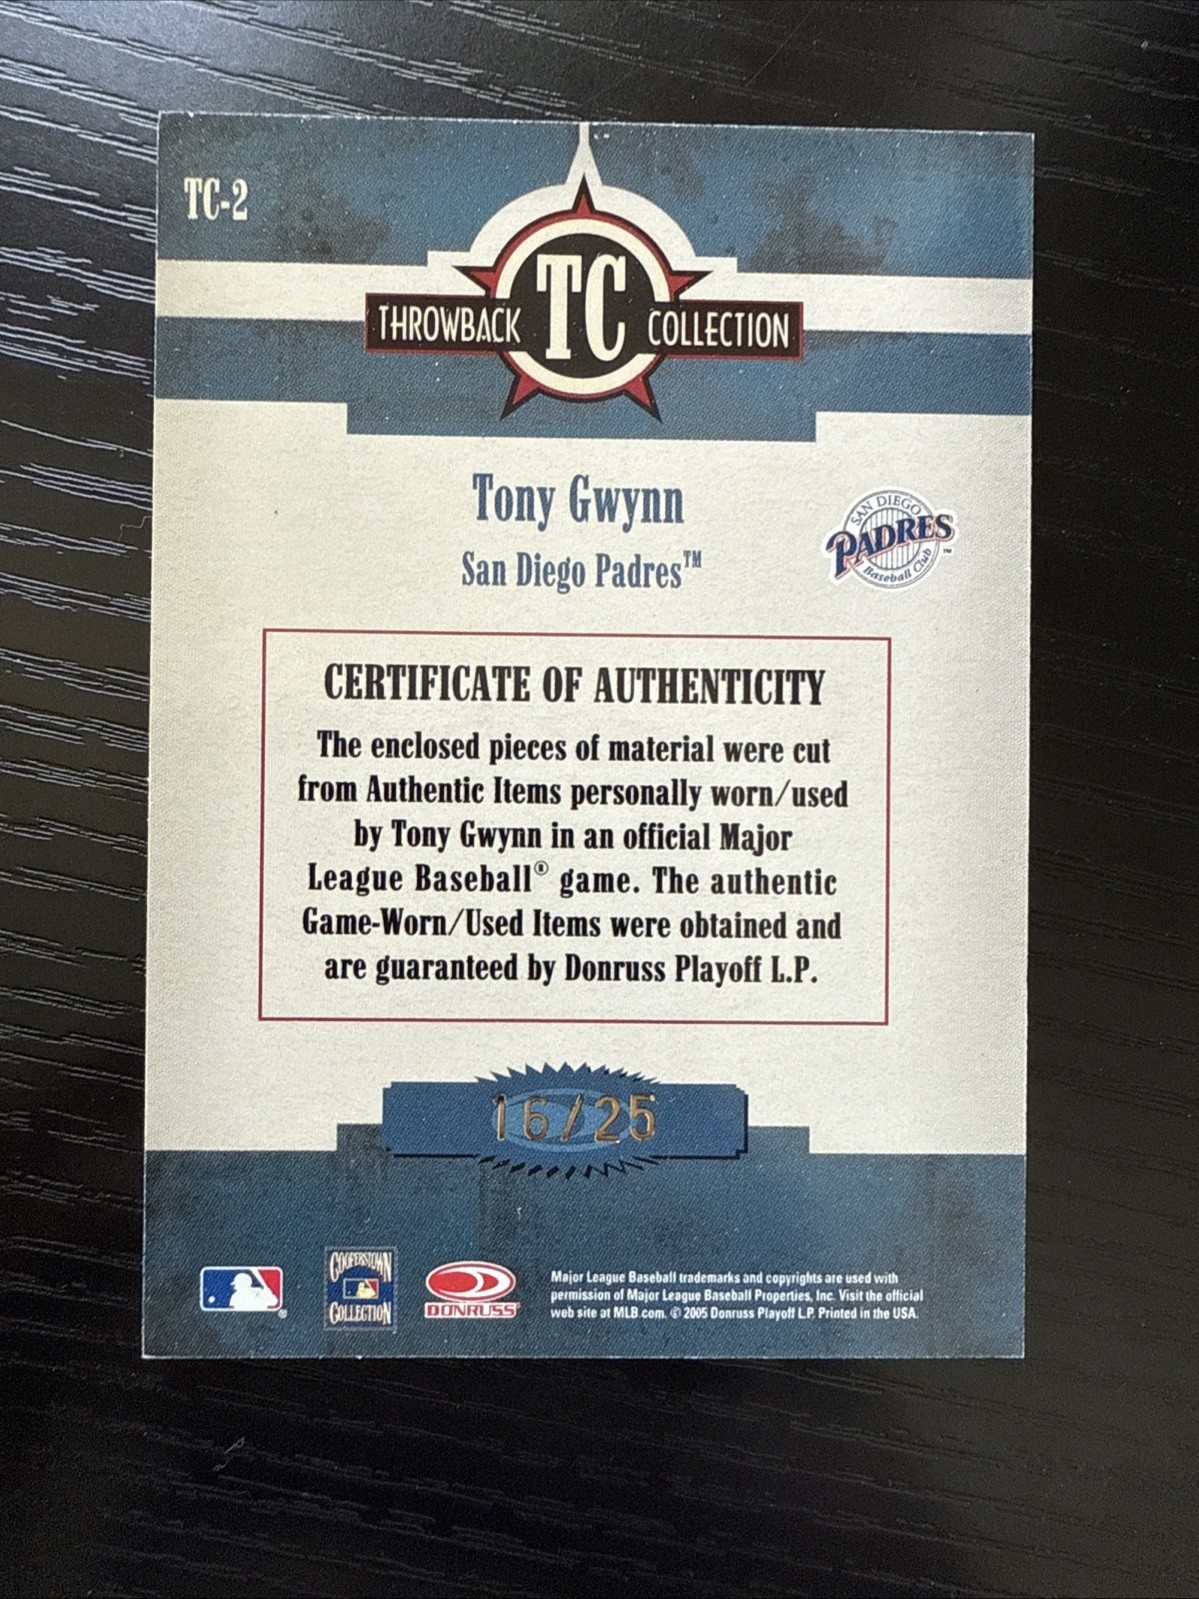 TC-2
THROWBACK TC COLLECTION
Tony Gwynn
San Diego Padres™
SAN DIEGO
PADRES™
Baseball Club
CERTIFICATE OF AUTHENTICITY
The enclosed pieces of material were cut
from Authentic Items personally worn/used
by Tony Gwynn in an official Major
League Baseball® game. The authentic
Game-Worn/Used Items were obtained and
are guaranteed by Donruss Playoff L.P.
16/25
COOPERSTOWN
COLLECTION
DONRUSS
Major League Baseball trademarks and copyrights are used with
permission of Major League Baseball Properties, Inc. Visit the official
web site at MLB.com. © 2005 Donruss Playoff L.P. Printed in the USA.